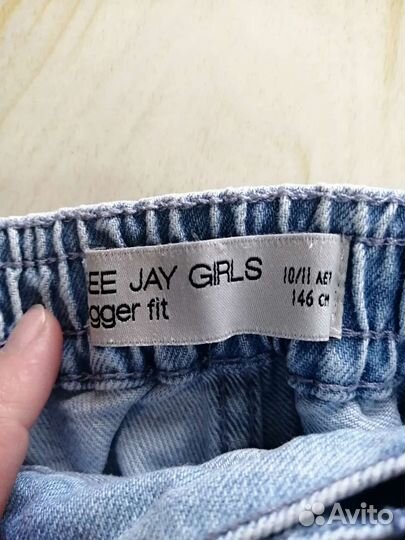 EE JAY GIRLS
gger fit
10/11 ЛЕТ
146 СМ
Avito